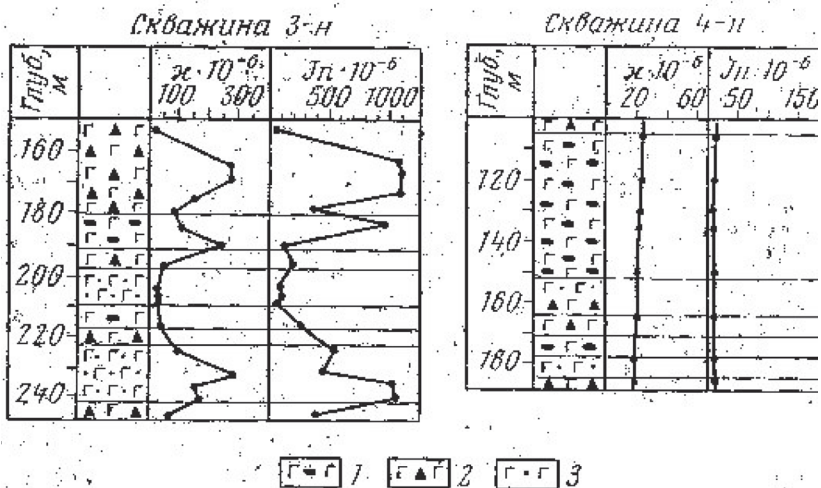 Скважина 3-н
Скважина 4-н
Глуб, м
ϰ·10⁻⁶
100 300
Jn·10⁻⁶
500 1000
160
180
200
220
240
Глуб, м
ϰ·10⁻⁶
20 60
Jn·10⁻⁶
50 150
120
140
160
180
1 2 3